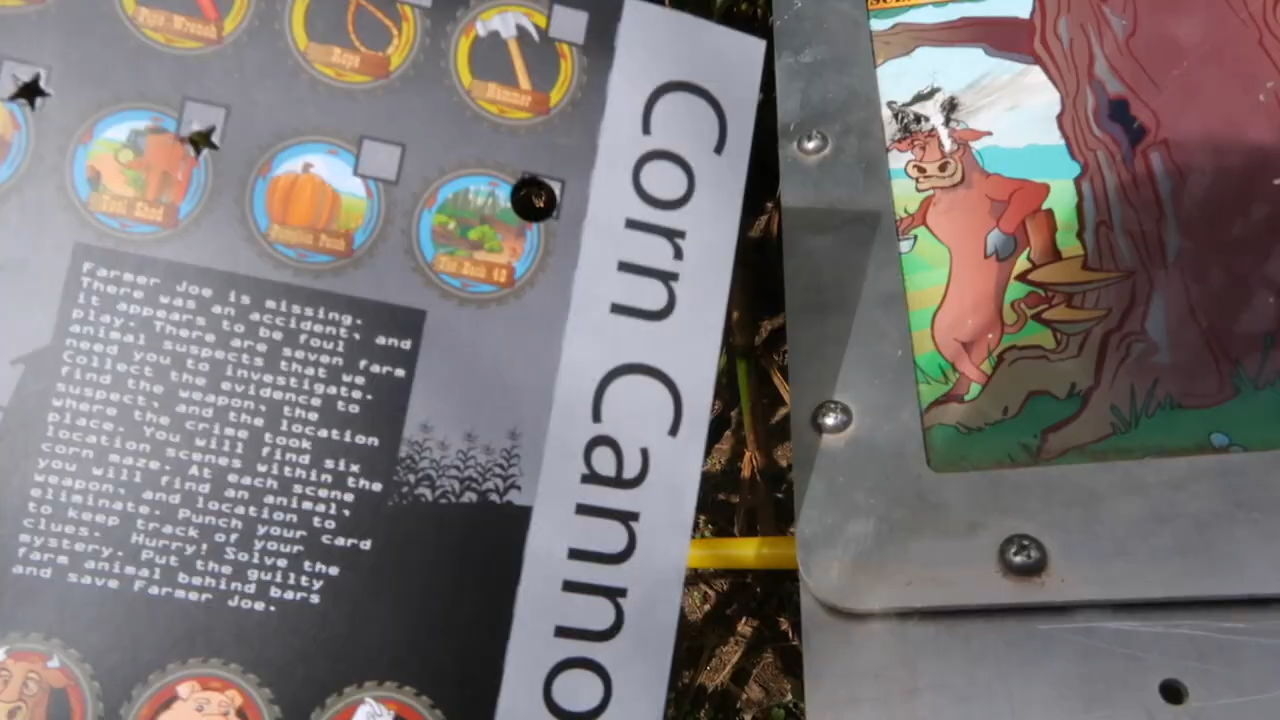 Pipe Wrench
Rope
Hammer
Tool Shed
Pumpkin Patch
The Back 42
Farmer Joe is missing.
There was an accident, and
it appears to be foul
play. There are seven farm
animal suspects that we
need you to investigate.
Collect the evidence to
find the weapon, the
suspect, and the location
where the crime took
place. You will find six
location scenes within the
corn maze. At each scene
you will find an animal,
weapon, and location to
eliminate. Punch your card
to keep track of your
clues. Hurry! Solve the
mystery. Put the guilty
farm animal behind bars
and save Farmer Joe.
Corn Canno